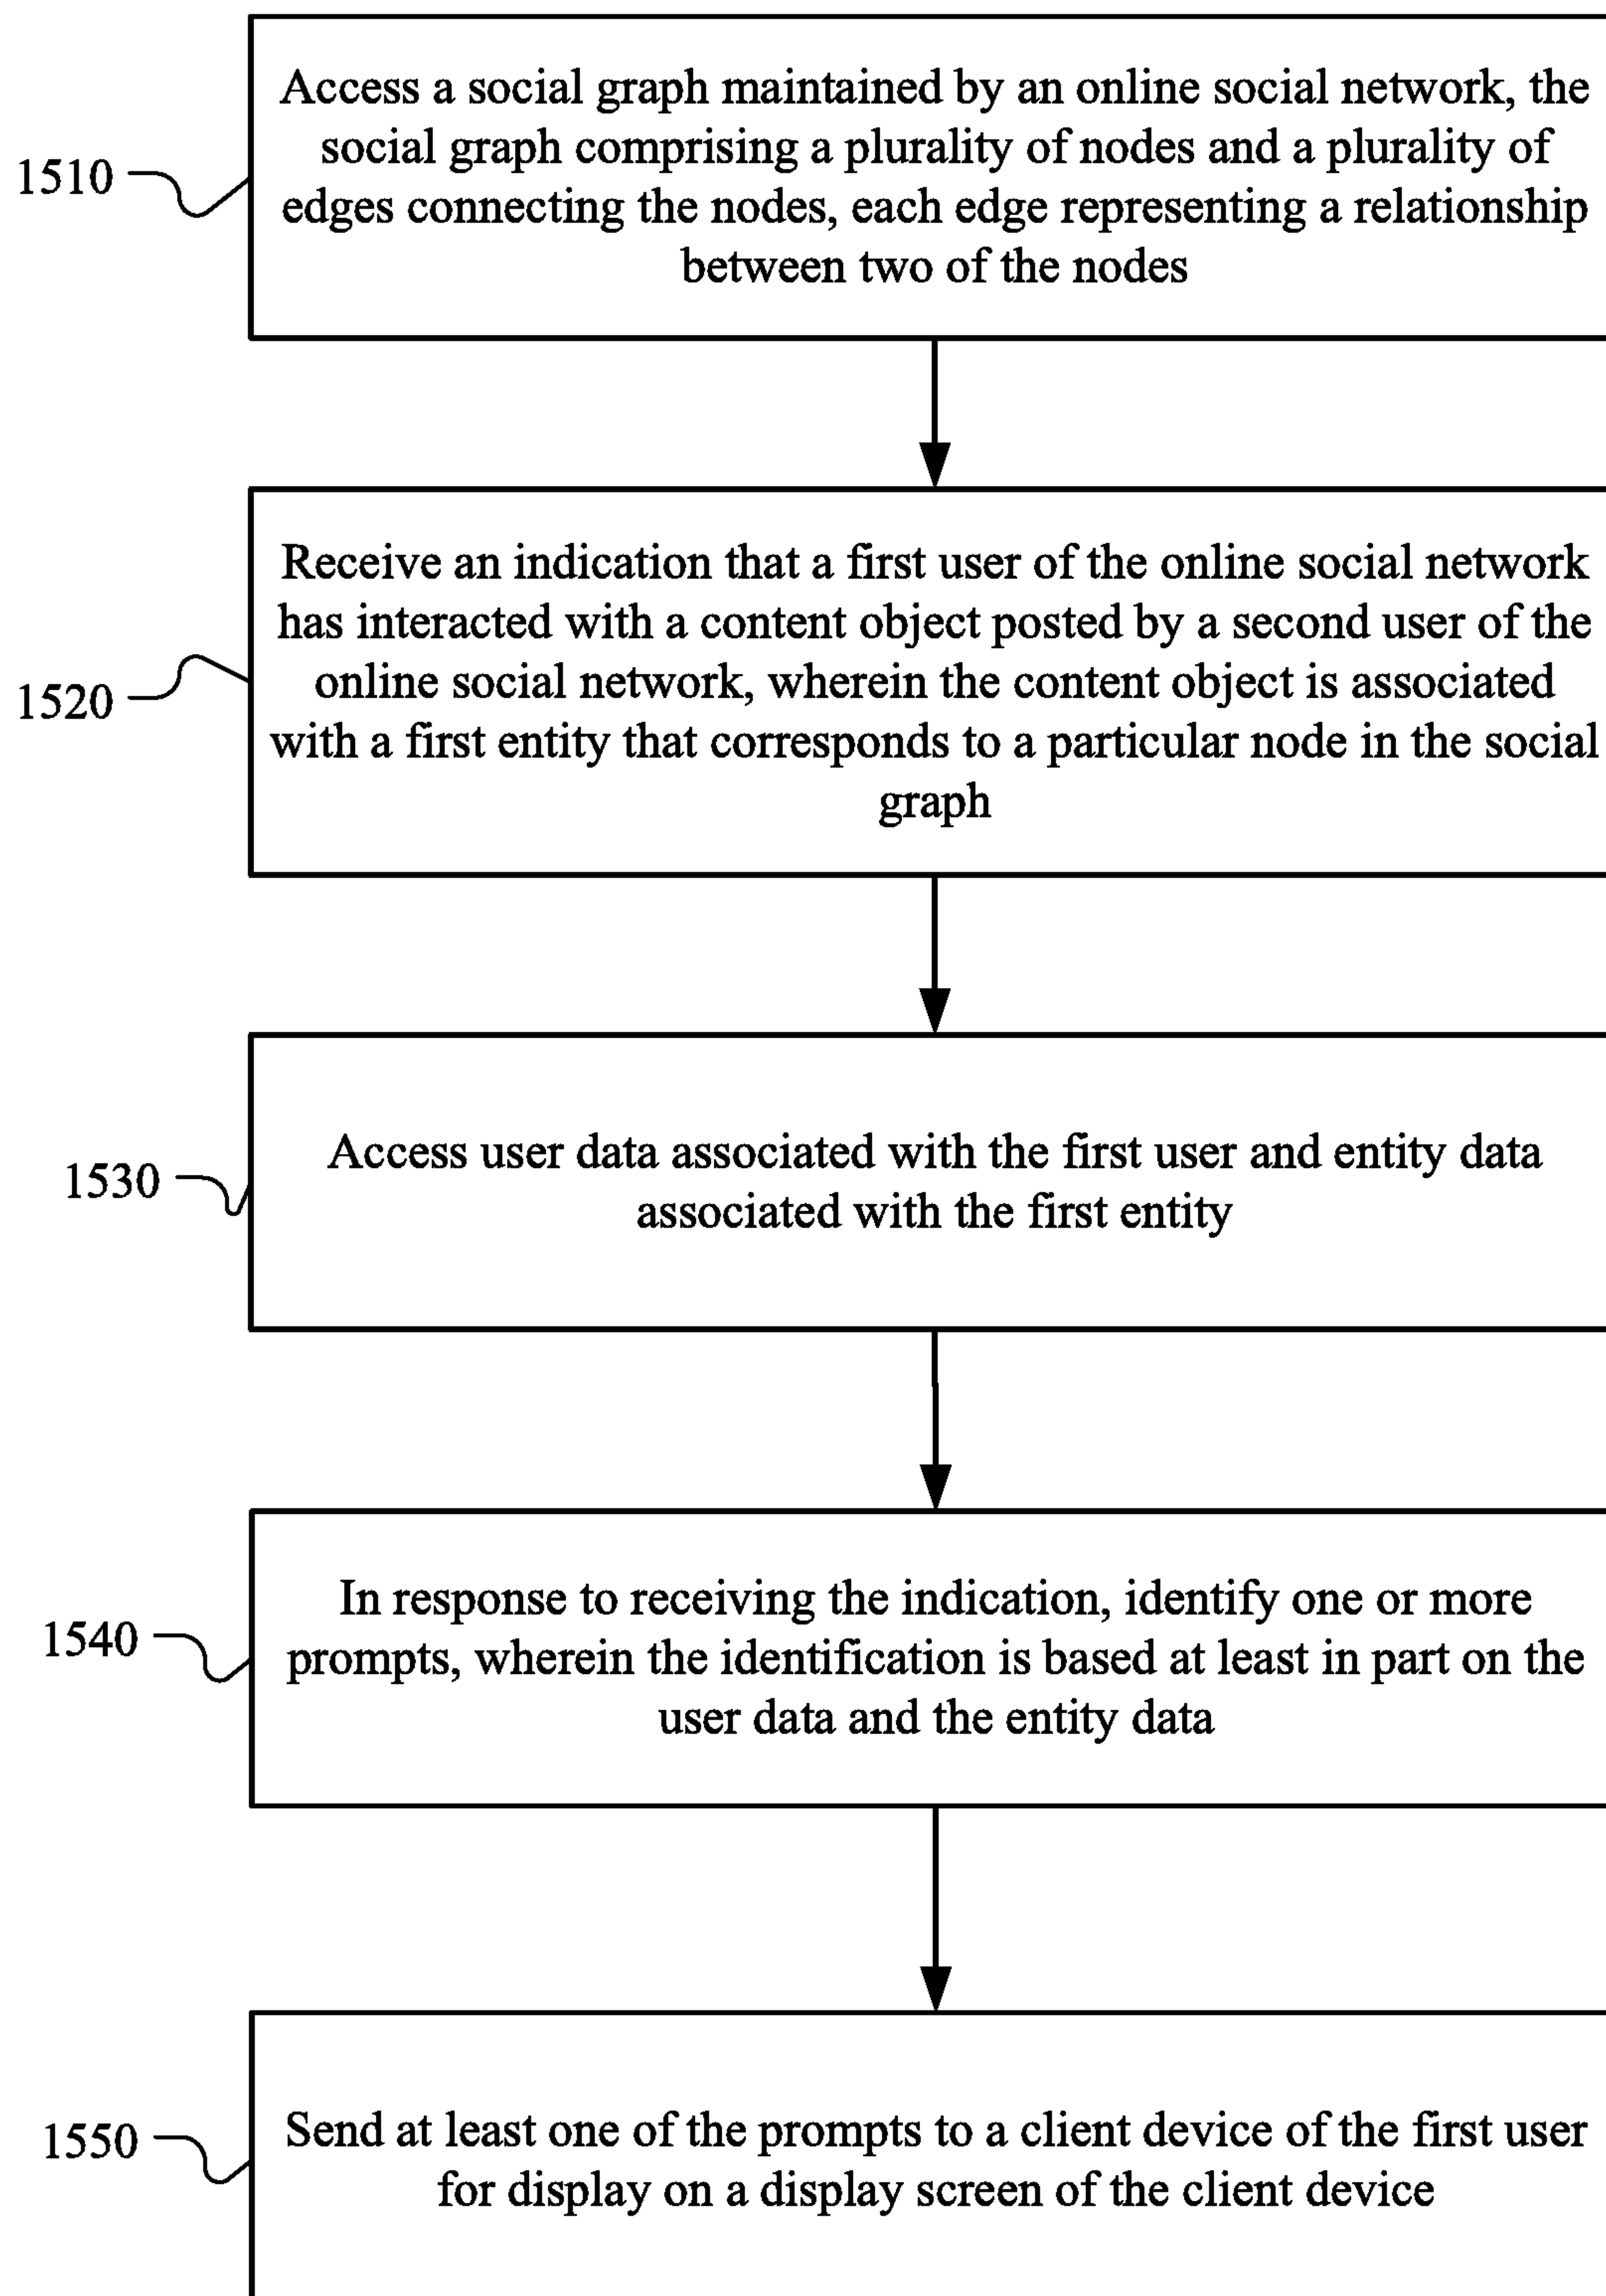 Access a social graph maintained by an online social network, the
social graph comprising a plurality of nodes and a plurality of
edges connecting the nodes, each edge representing a relationship
between two of the nodes
1510
Receive an indication that a first user of the online social network
has interacted with a content object posted by a second user of the
online social network, wherein the content object is associated
with a first entity that corresponds to a particular node in the social
graph
1520
Access user data associated with the first user and entity data
associated with the first entity
1530
In response to receiving the indication, identify one or more
prompts, wherein the identification is based at least in part on the
user data and the entity data
1540
Send at least one of the prompts to a client device of the first user
for display on a display screen of the client device
1550